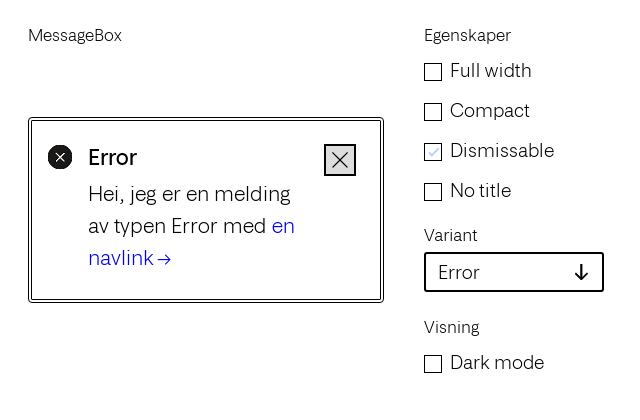 MessageBox
Error
Hei, jeg er en melding
av typen Error med en
navlink→
Egenskaper
Full width
Compact
Dismissable
No title
Variant
Error
Visning
Dark mode